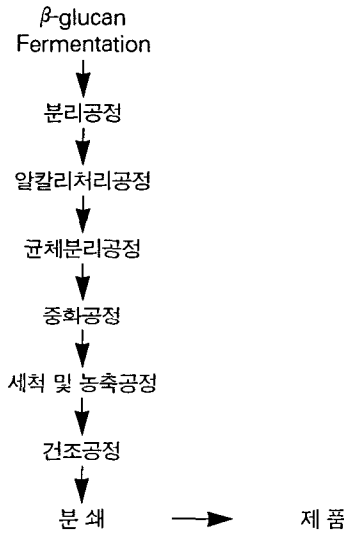 β-glucan
Fermentation
분리공정
알칼리처리공정
균체분리공정
중화공정
세척 및 농축공정
건조공정
분 쇄 제 품